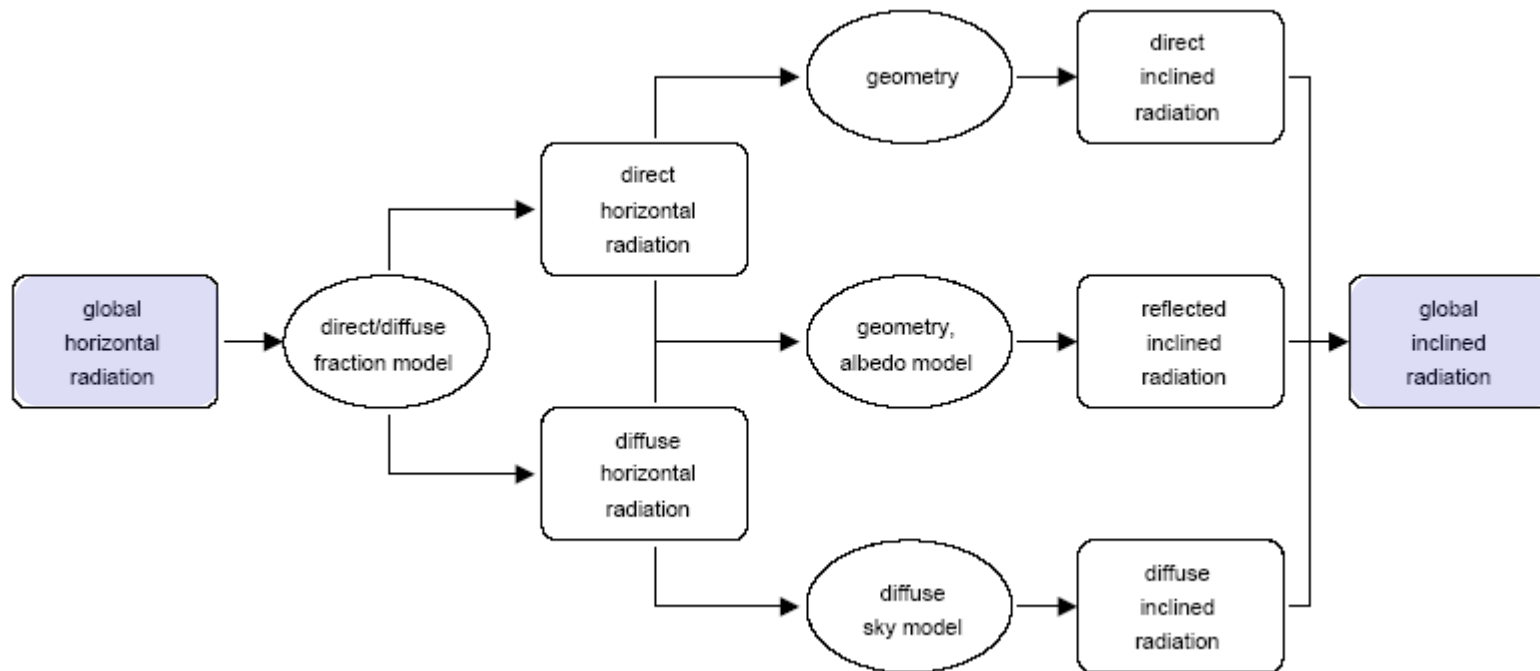 global
horizontal
radiation
direct/diffuse
fraction model
direct
horizontal
radiation
diffuse
horizontal
radiation
geometry
geometry,
albedo model
diffuse
sky model
direct
inclined
radiation
reflected
inclined
radiation
diffuse
inclined
radiation
global
inclined
radiation